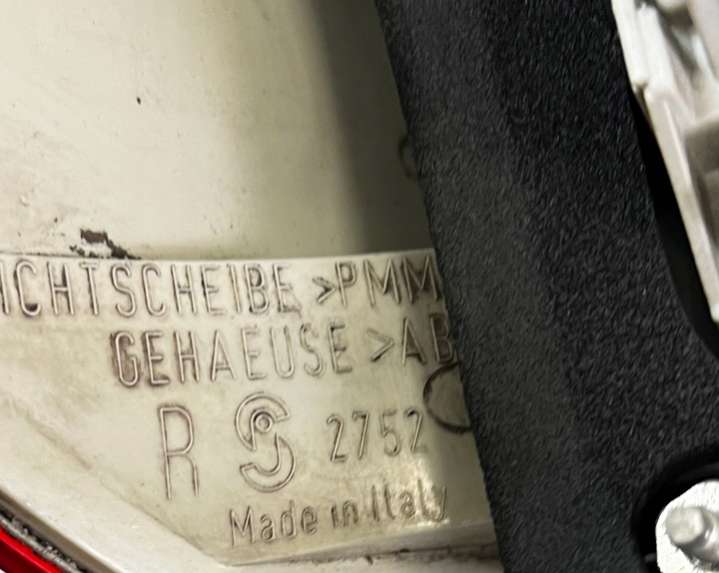 ICHTSCHEIBE >PMM
GEHAEUSE >AB
R 2752
Made in Italy